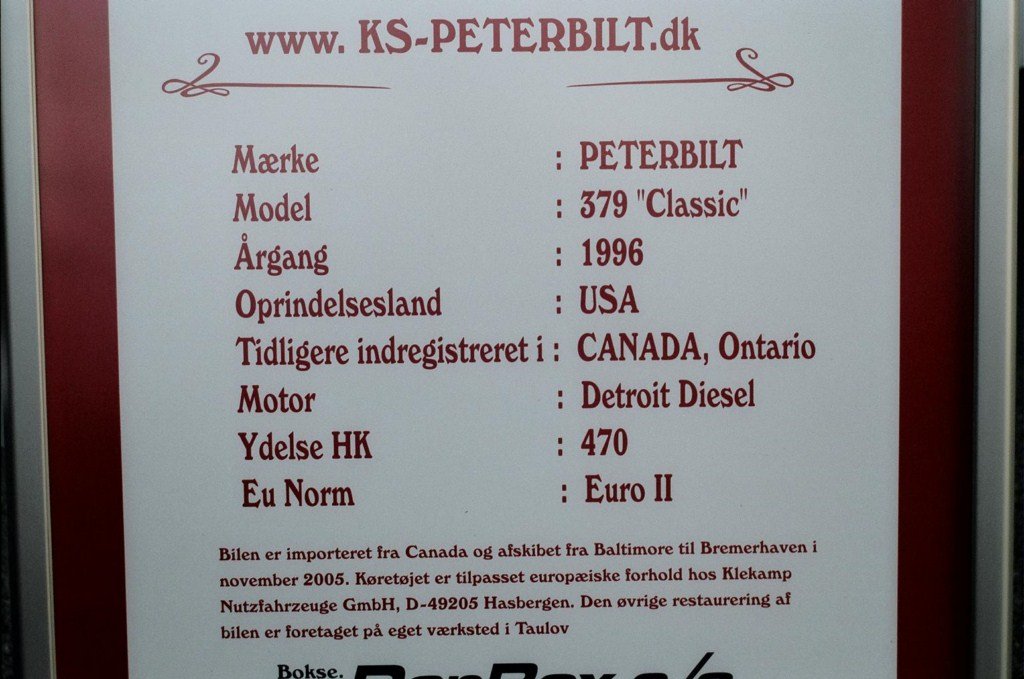 www. KS-PETERBILT.dk
Mærke : PETERBILT
Model : 379 "Classic"
Årgang : 1996
Oprindelsesland : USA
Tidligere indregistreret i : CANADA, Ontario
Motor : Detroit Diesel
Ydelse HK : 470
Eu Norm : Euro II
Bilen er importeret fra Canada og afskibet fra Baltimore til Bremerhaven i
november 2005. Køretøjet er tilpasset europæiske forhold hos Klekamp
Nutzfahrzeuge GmbH, D-49205 Hasbergen. Den øvrige restaurering af
bilen er foretaget på eget værksted i Taulov
Bokse.